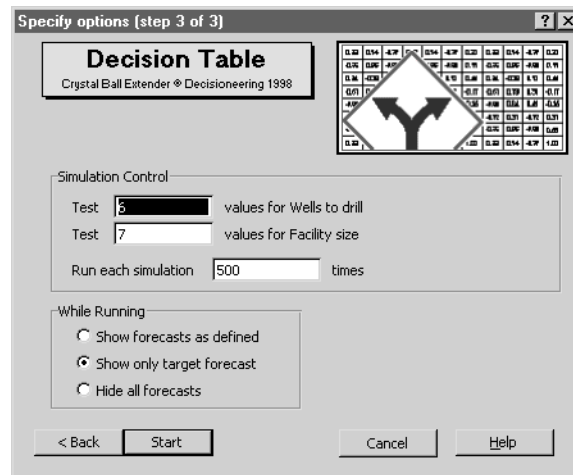 Specify options (step 3 of 3)
Decision Table
Crystal Ball Extender ® Decisioneering 1998
Simulation Control
Test 6 values for Wells to drill
Test 7 values for Facility size
Run each simulation 500 times
While Running
Show forecasts as defined
Show only target forecast
Hide all forecasts
< Back Start Cancel Help